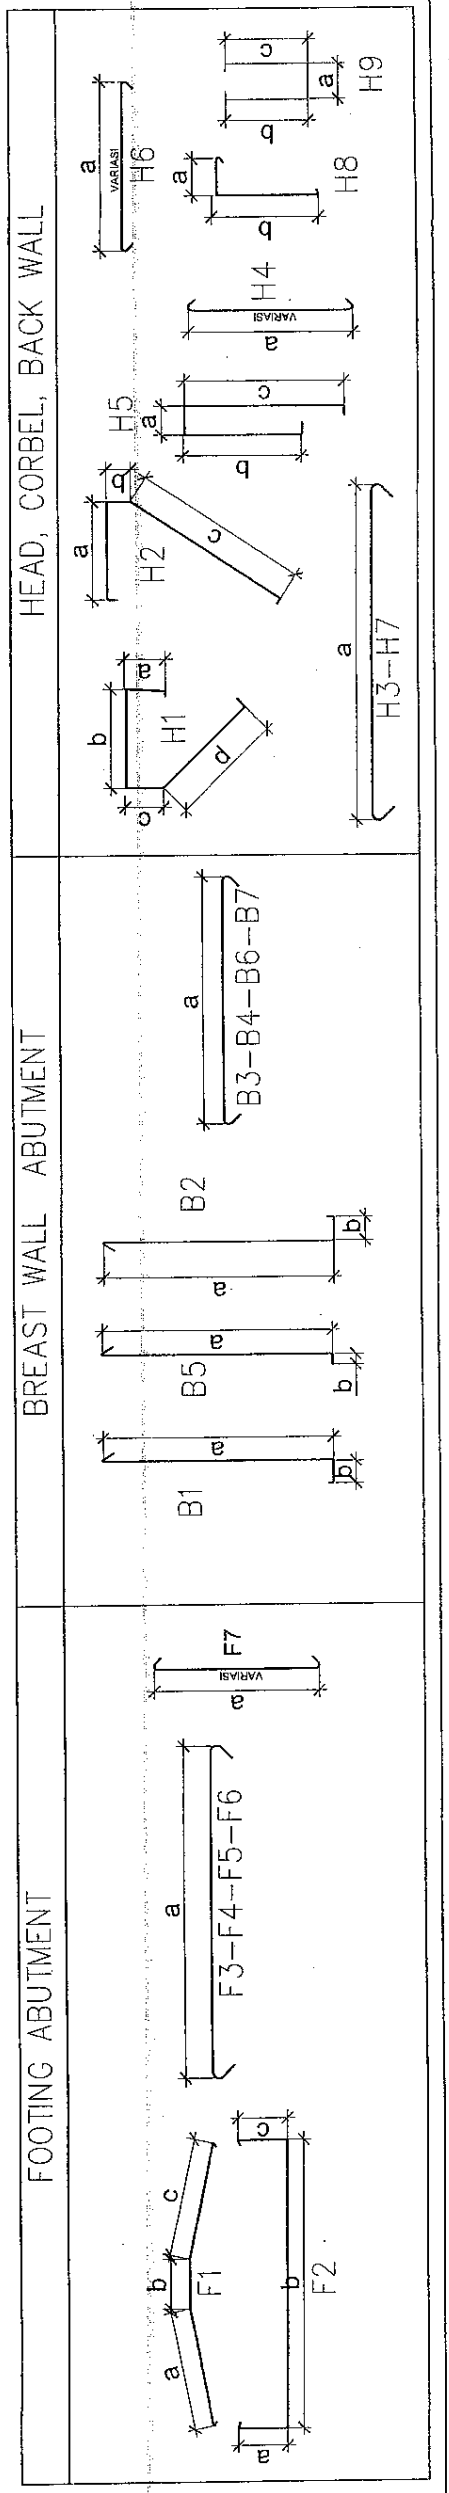 FOOTING ABUTMENT
a
b
c
F1
a
b
c
F2
a
F3-F4-F5-F6
a
VARIASI
F7
BREAST WALL ABUTMENT
B1
a
b
B5
a
b
a
b
B2
a
B3-B4-B6-B7
HEAD, CORBEL, BACK WALL
a
b
c
d
H1
a
b
c
H2
a
H3-H7
H5
a
b
c
a
VARIASI
H4
a
VARIASI
H6
a
b
H8
a
b
c
H9